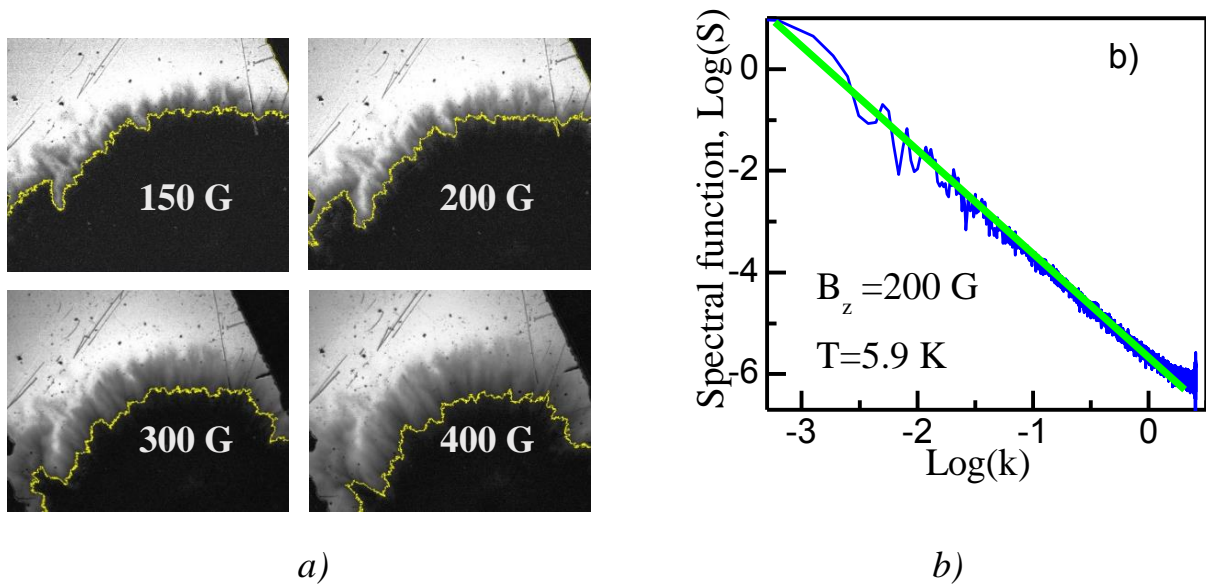 150 G
200 G
300 G
400 G
a)
b)
Spectral function, Log(S)
0
-2
-4
-6
B_z =200 G
T=5.9 K
-3 -2 -1 0
Log(k)
b)